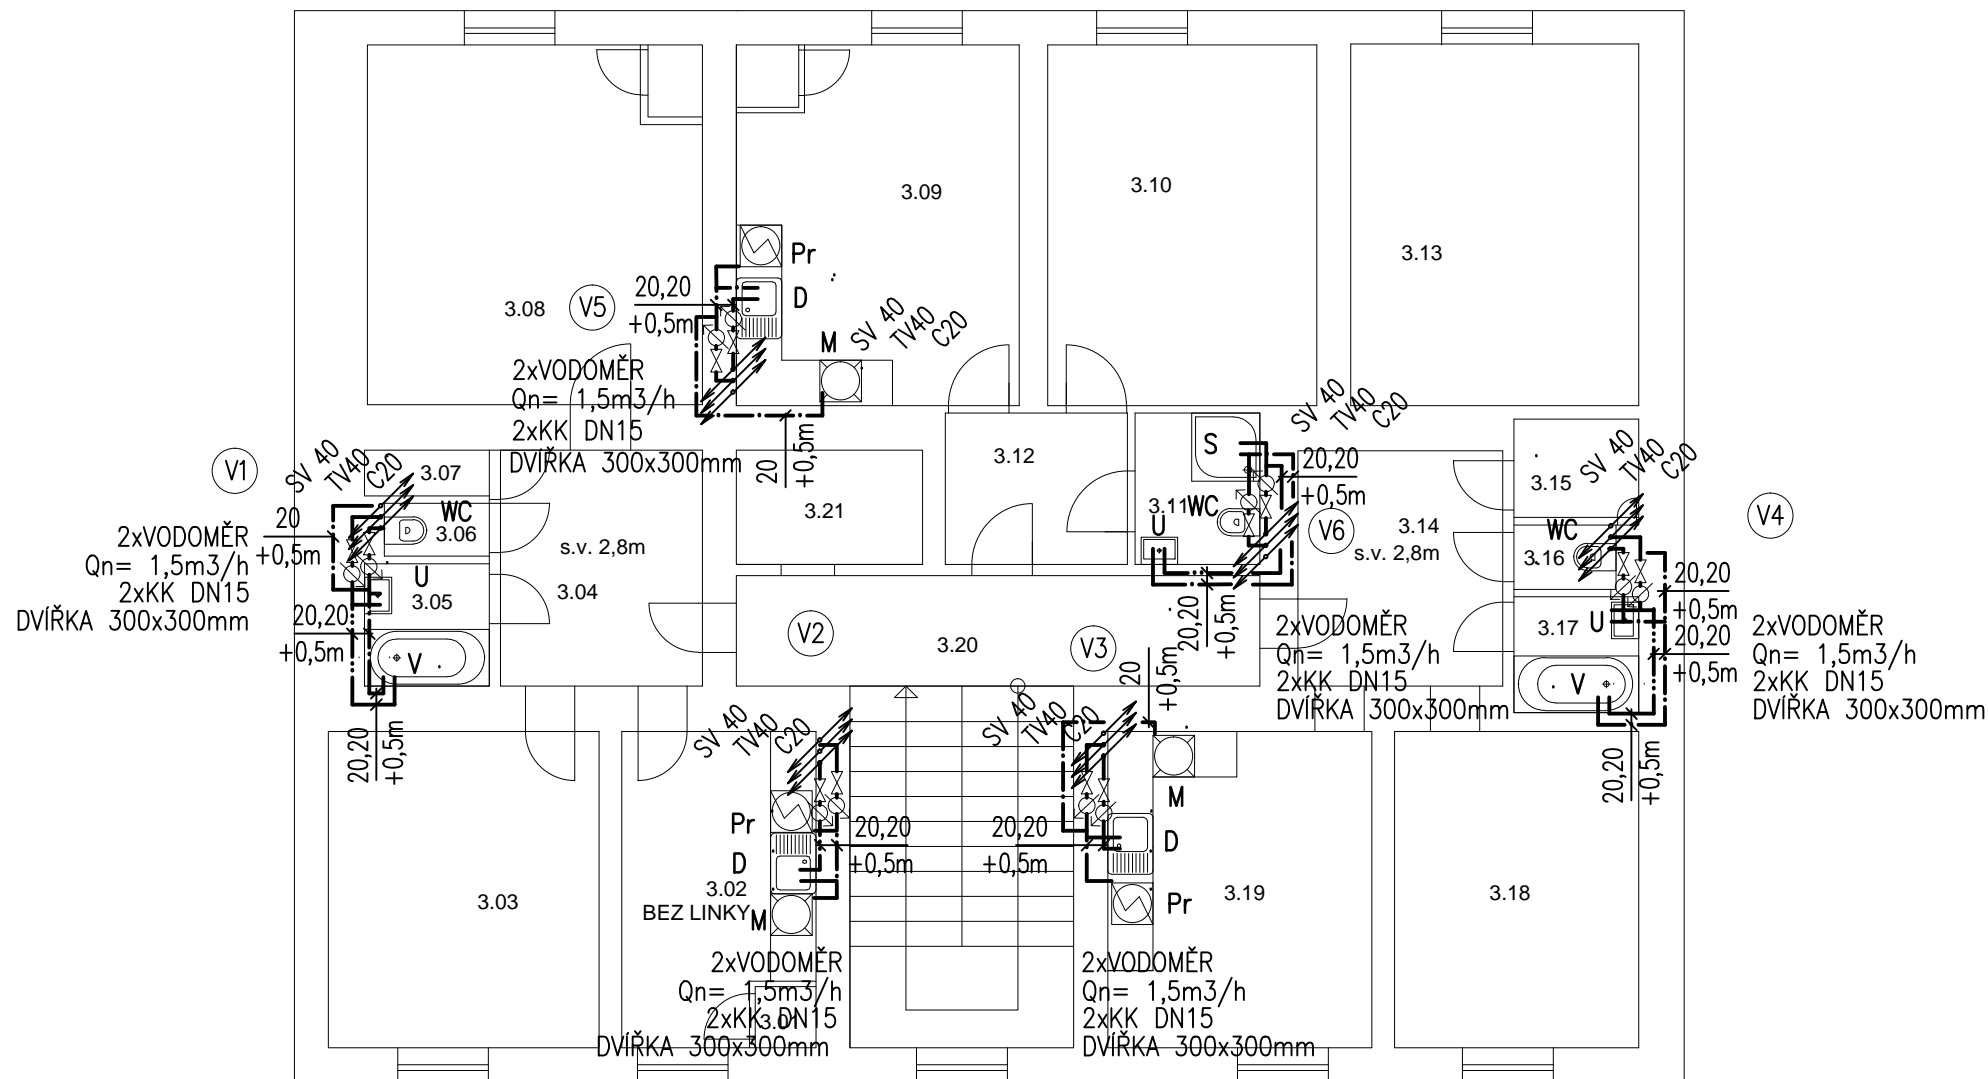 3.09
3.10
3.13
3.08
V5
20,20
+0,5m
Pr
D
M
SV 40
TV40
C20
2xVODOMĚR
Qn= 1,5m3/h
2xKK DN15
DVÍŘKA 300x300mm
20
+0,5m
V1
SV 40
TV40
C20
3.07
WC
3.06
20
+0,5m
2xVODOMĚR
Qn= 1,5m3/h
2xKK DN15
DVÍŘKA 300x300mm
U
3.05
20,20
+0,5m
V
20,20
+0,5m
s.v. 2,8m
3.04
3.21
3.12
S
3.11
WC
U
SV 40
TV40
C20
20,20
+0,5m
V6
20,20
+0,5m
2xVODOMĚR
Qn= 1,5m3/h
2xKK DN15
DVÍŘKA 300x300mm
3.14
s.v. 2,8m
3.15
SV 40
TV40
C20
WC
3.16
3.17
U
V
V4
20,20
+0,5m
20,20
+0,5m
2xVODOMĚR
Qn= 1,5m3/h
2xKK DN15
DVÍŘKA 300x300mm
20,20
+0,5m
V2
3.20
V3
20
+0,5m
SV 40
TV40
C20
SV 40
TV40
C20
Pr
D
3.02
BEZ LINKY
M
20,20
+0,5m
20,20
+0,5m
M
D
Pr
3.03
3.19
3.18
2xVODOMĚR
Qn= 1,5m3/h
2xKK DN15
3.01
DVÍŘKA 300x300mm
2xVODOMĚR
Qn= 1,5m3/h
2xKK DN15
DVÍŘKA 300x300mm